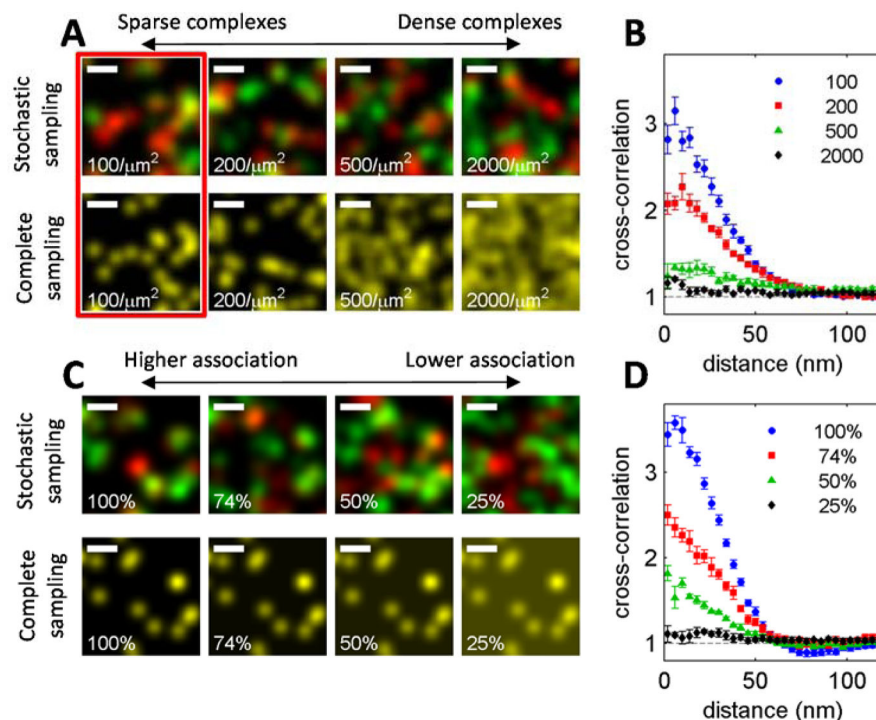 A
Sparse complexes
Dense complexes
Stochastic
sampling
100/μm²
200/μm²
500/μm²
2000/μm²
Complete
sampling
100/μm²
200/μm²
500/μm²
2000/μm²
B
cross-correlation
3
2
1
100
200
500
2000
0
50
100
distance (nm)
C
Higher association
Lower association
Stochastic
sampling
100%
74%
50%
25%
Complete
sampling
100%
74%
50%
25%
D
cross-correlation
3
2
1
100%
74%
50%
25%
0
50
100
distance (nm)